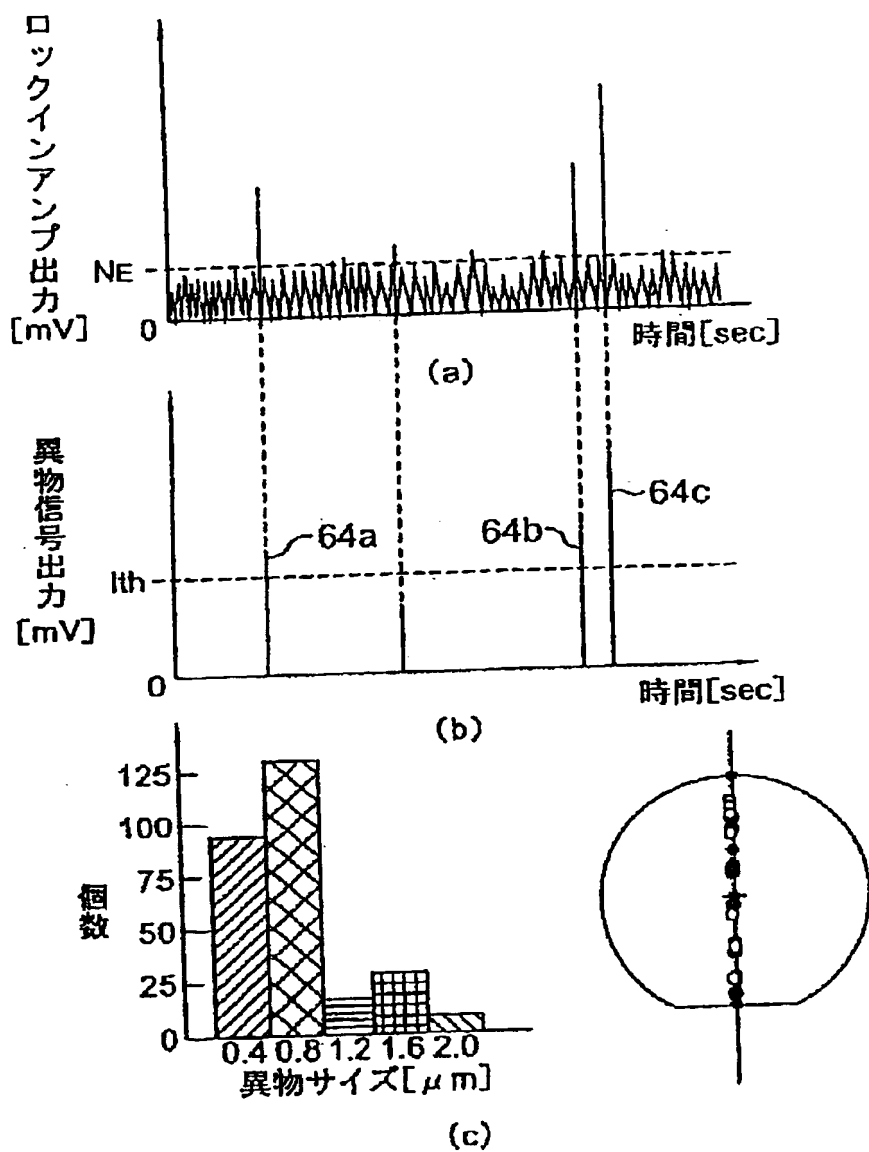 ロックインアンプ出力
[mV]
NE
0
時間[sec]
(a)
異物信号出力
[mV]
Ith
0
64a
64b
64c
時間[sec]
(b)
個数
125
100
75
50
25
0
0.4 0.8 1.2 1.6 2.0
異物サイズ[μm]
(c)